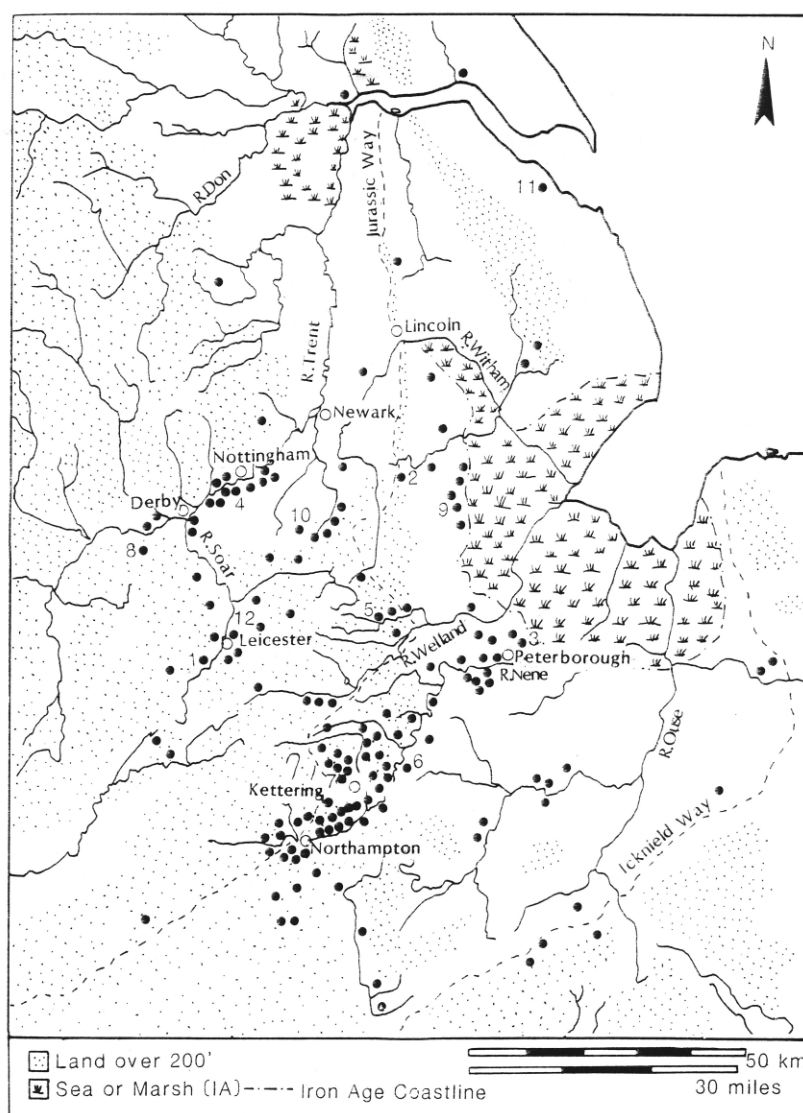 N
Jurassic Way
R.Don
11
R.Trent
Lincoln
R.Witham
Newark
Nottingham
Derby
4
2
10
9
8
R.Soar
12
5
Leicester
R.Welland
3
1
Peterborough
R.Nene
R.Ouse
6
7
Kettering
Icknield Way
Northampton
Land over 200'
50 km
Sea or Marsh (IA)
Iron Age Coastline
30 miles